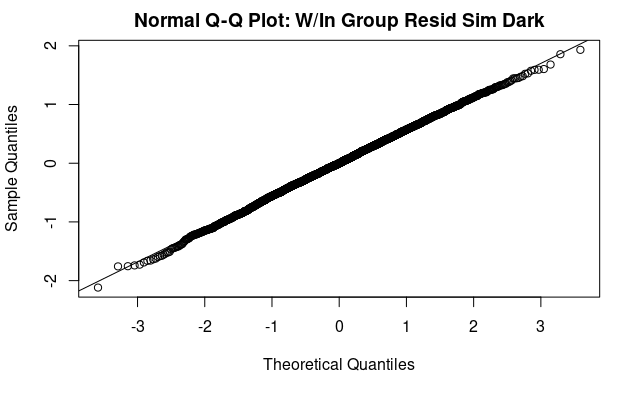 Normal Q-Q Plot: W/In Group Resid Sim Dark
Sample Quantiles
2
1
0
-1
-2
-3 -2 -1 0 1 2 3
Theoretical Quantiles